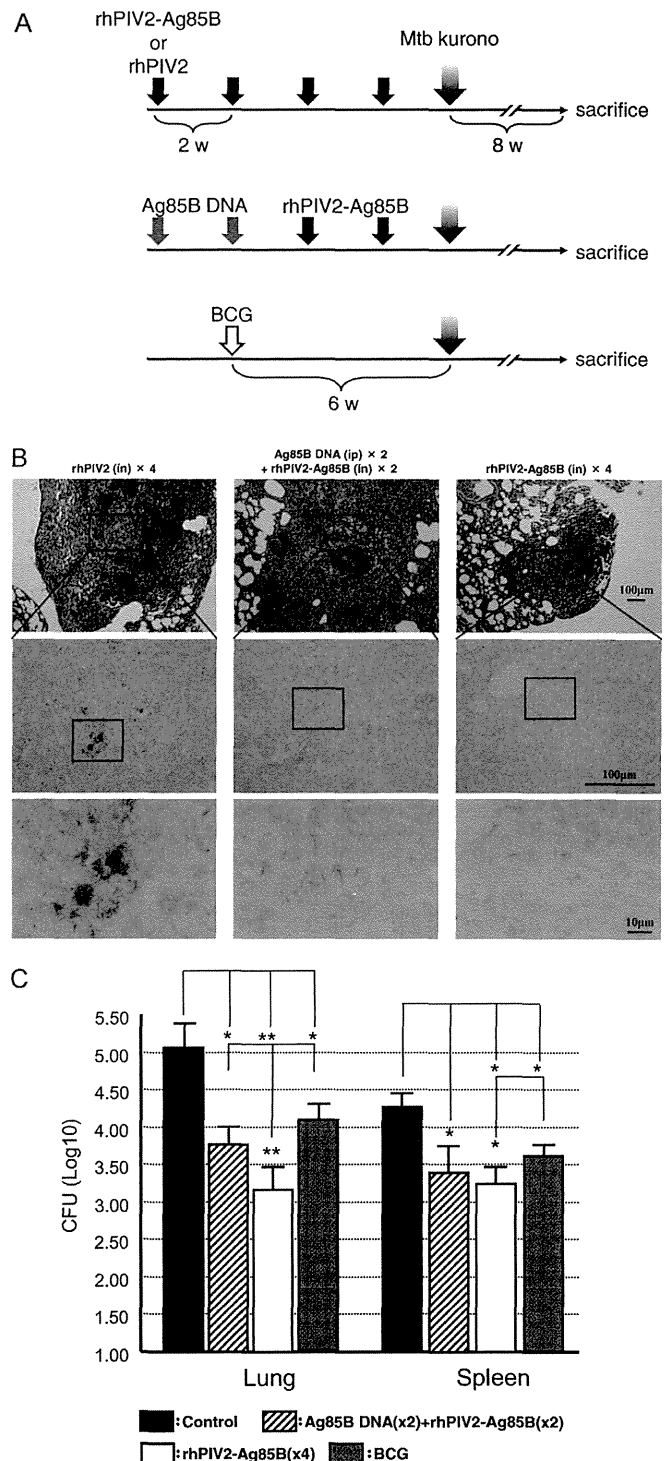 A
rhPIV2-Ag85B
or
rhPIV2
Mtb kurono
sacrifice
2 w
8 w
Ag85B DNA
rhPIV2-Ag85B
sacrifice
BCG
sacrifice
6 w
B
rhPIV2 (in) × 4
Ag85B DNA (ip) × 2
+ rhPIV2-Ag85B (in) × 2
rhPIV2-Ag85B (in) × 4
100μm
100μm
10μm
C
CFU (Log10)
5.50
5.00
4.50
4.00
3.50
3.00
2.50
2.00
1.50
1.00
* ** *
**
* *
* *
Lung
Spleen
:Control
:Ag85B DNA(x2)+rhPIV2-Ag85B(x2)
:rhPIV2-Ag85B(x4)
:BCG